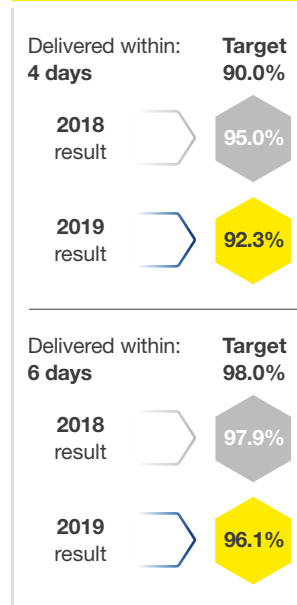 Delivered within: Target
4 days 90.0%
2018
result
95.0%
2019
result
92.3%
Delivered within: Target
6 days 98.0%
2018
result
97.9%
2019
result
96.1%